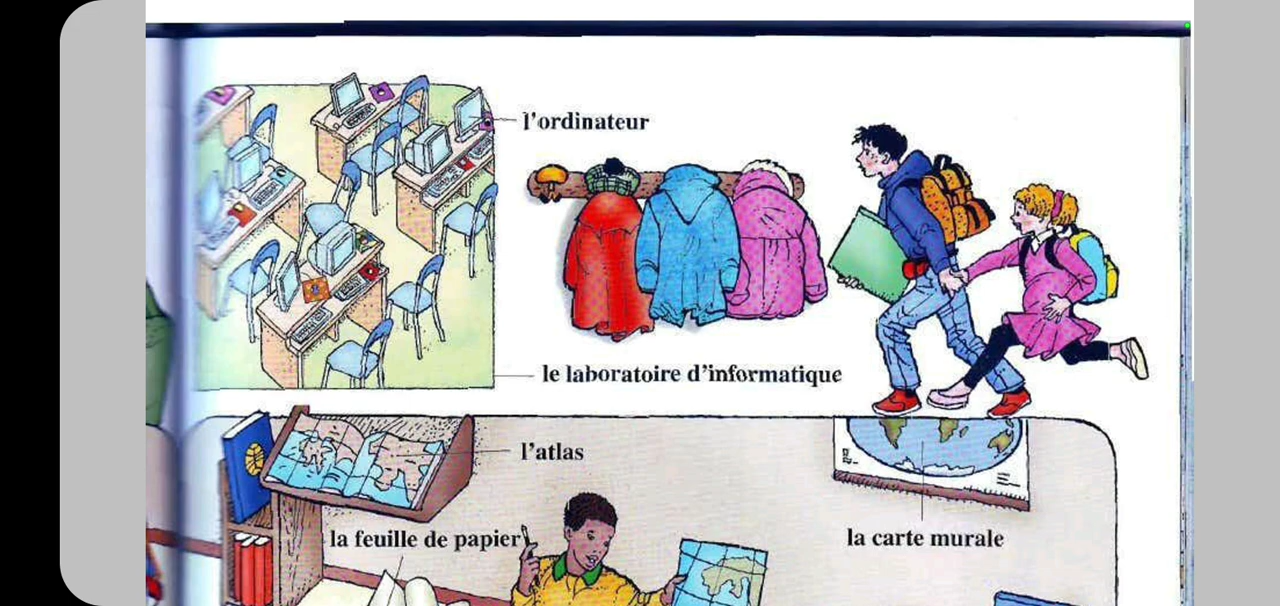 l'ordinateur
le laboratoire d'informatique
l'atlas
la feuille de papier
la carte murale